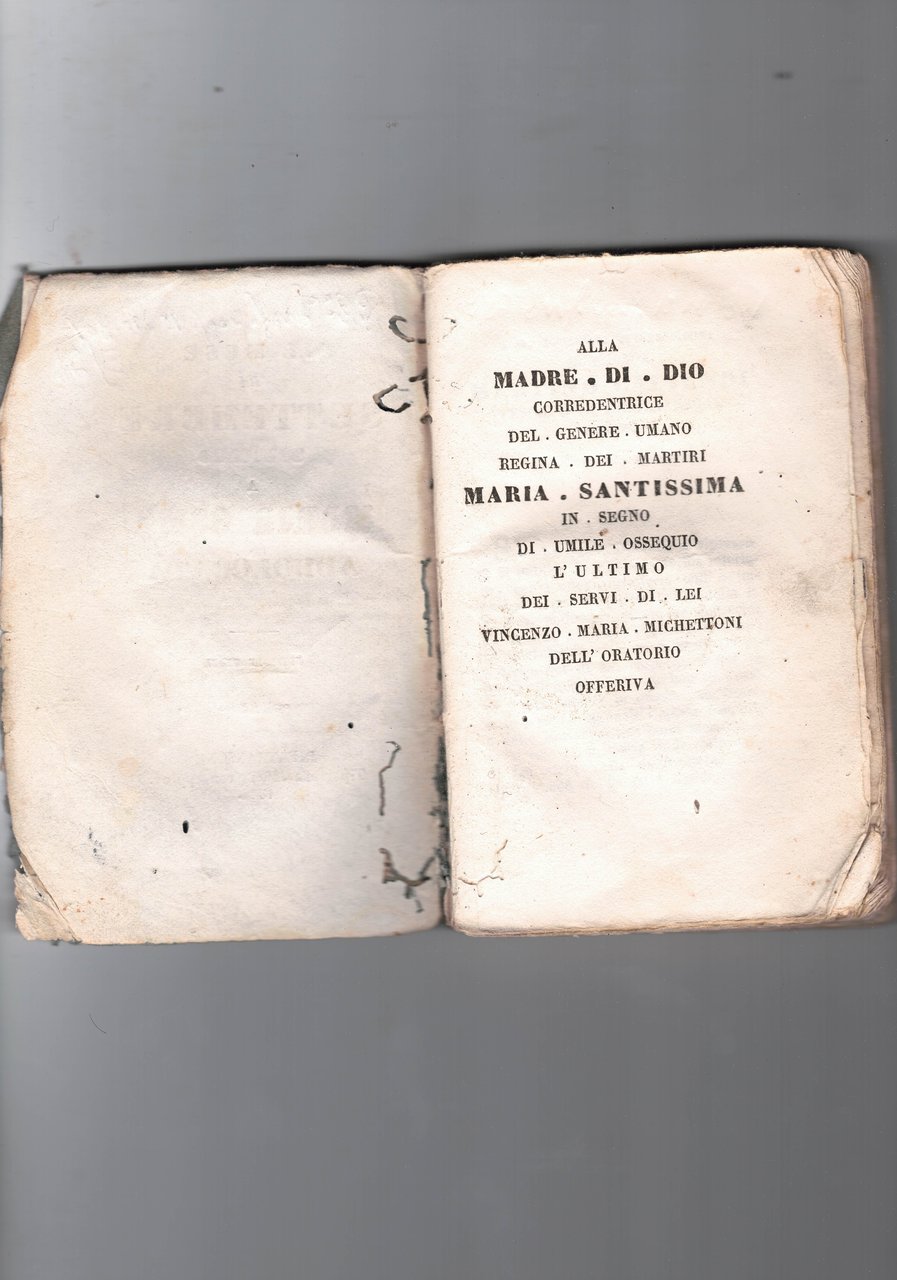 ALLA
MADRE . DI . DIO
CORREDENTRICE
DEL . GENERE . UMANO
REGINA . DEI . MARTIRI
MARIA . SANTISSIMA
IN . SEGNO
DI . UMILE . OSSEQUIO
L' ULTIMO
DEI . SERVI . DI . LEI
VINCENZO . MARIA . MICHETTONI
DELL' ORATORIO
OFFERIVA